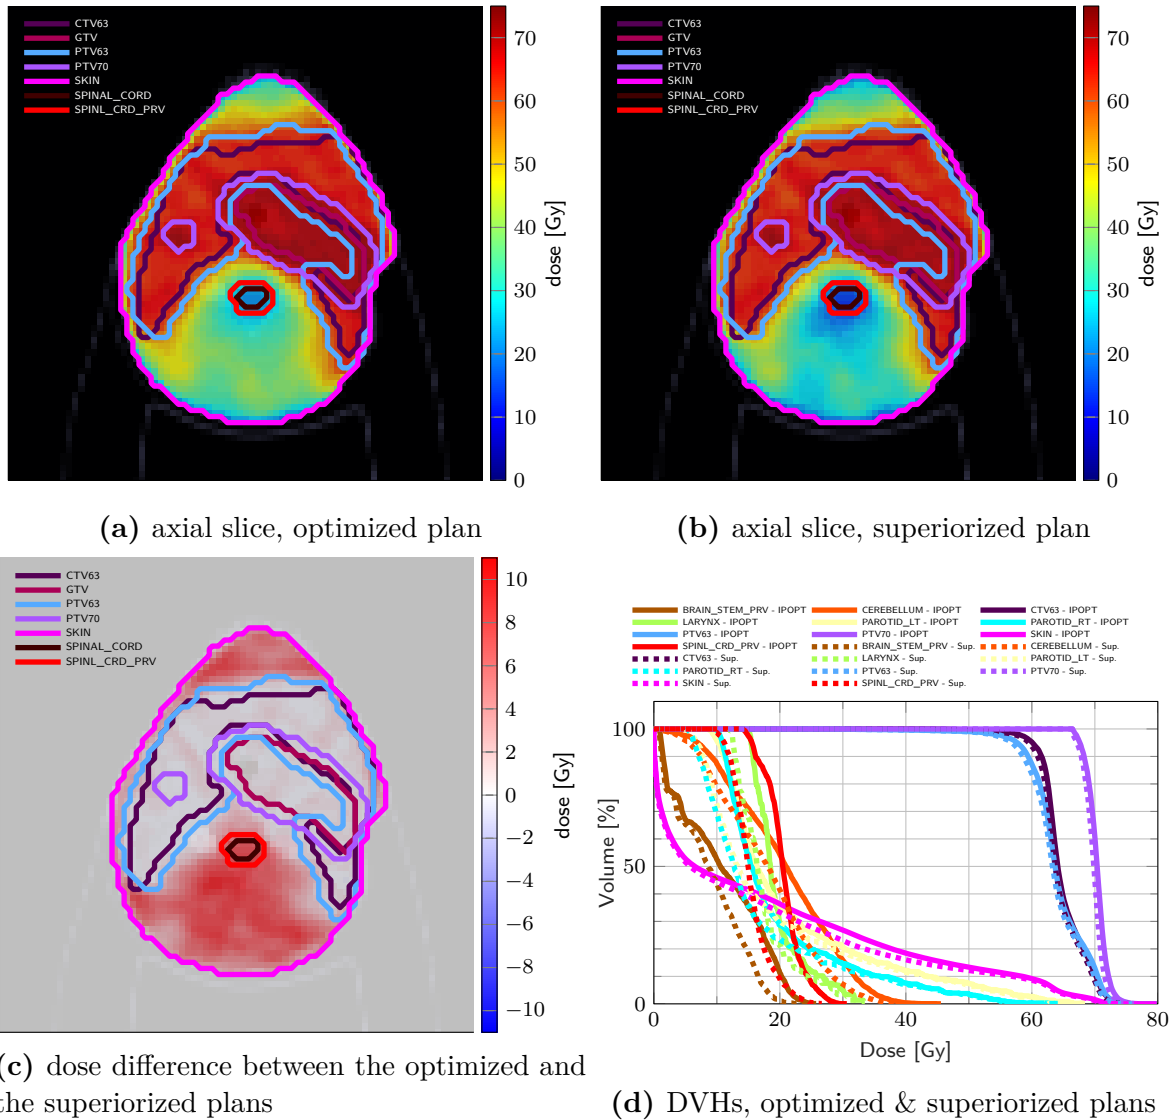 CTV63
GTV
PTV63
PTV70
SKIN
SPINAL_CORD
SPINL_CRD_PRV
70
60
50
40
30
20
10
0
dose [Gy]
(a) axial slice, optimized plan
CTV63
GTV
PTV63
PTV70
SKIN
SPINAL_CORD
SPINL_CRD_PRV
70
60
50
40
30
20
10
0
dose [Gy]
(b) axial slice, superiorized plan
CTV63
GTV
PTV63
PTV70
SKIN
SPINAL_CORD
SPINL_CRD_PRV
10
8
6
4
2
0
−2
−4
−6
−8
−10
dose [Gy]
(c) dose difference between the optimized and
the superiorized plans
BRAIN_STEM_PRV - IPOPT CEREBELLUM - IPOPT CTV63 - IPOPT
LARYNX - IPOPT PAROTID_LT - IPOPT PAROTID_RT - IPOPT
PTV63 - IPOPT PTV70 - IPOPT SKIN - IPOPT
SPINL_CRD_PRV - IPOPT BRAIN_STEM_PRV - Sup. CEREBELLUM - Sup.
CTV63 - Sup. LARYNX - Sup. PAROTID_LT - Sup.
PAROTID_RT - Sup. PTV63 - Sup. PTV70 - Sup.
SKIN - Sup. SPINL_CRD_PRV - Sup.
100
50
0
Volume [%]
0 20 40 60 80
Dose [Gy]
(d) DVHs, optimized & superiorized plans